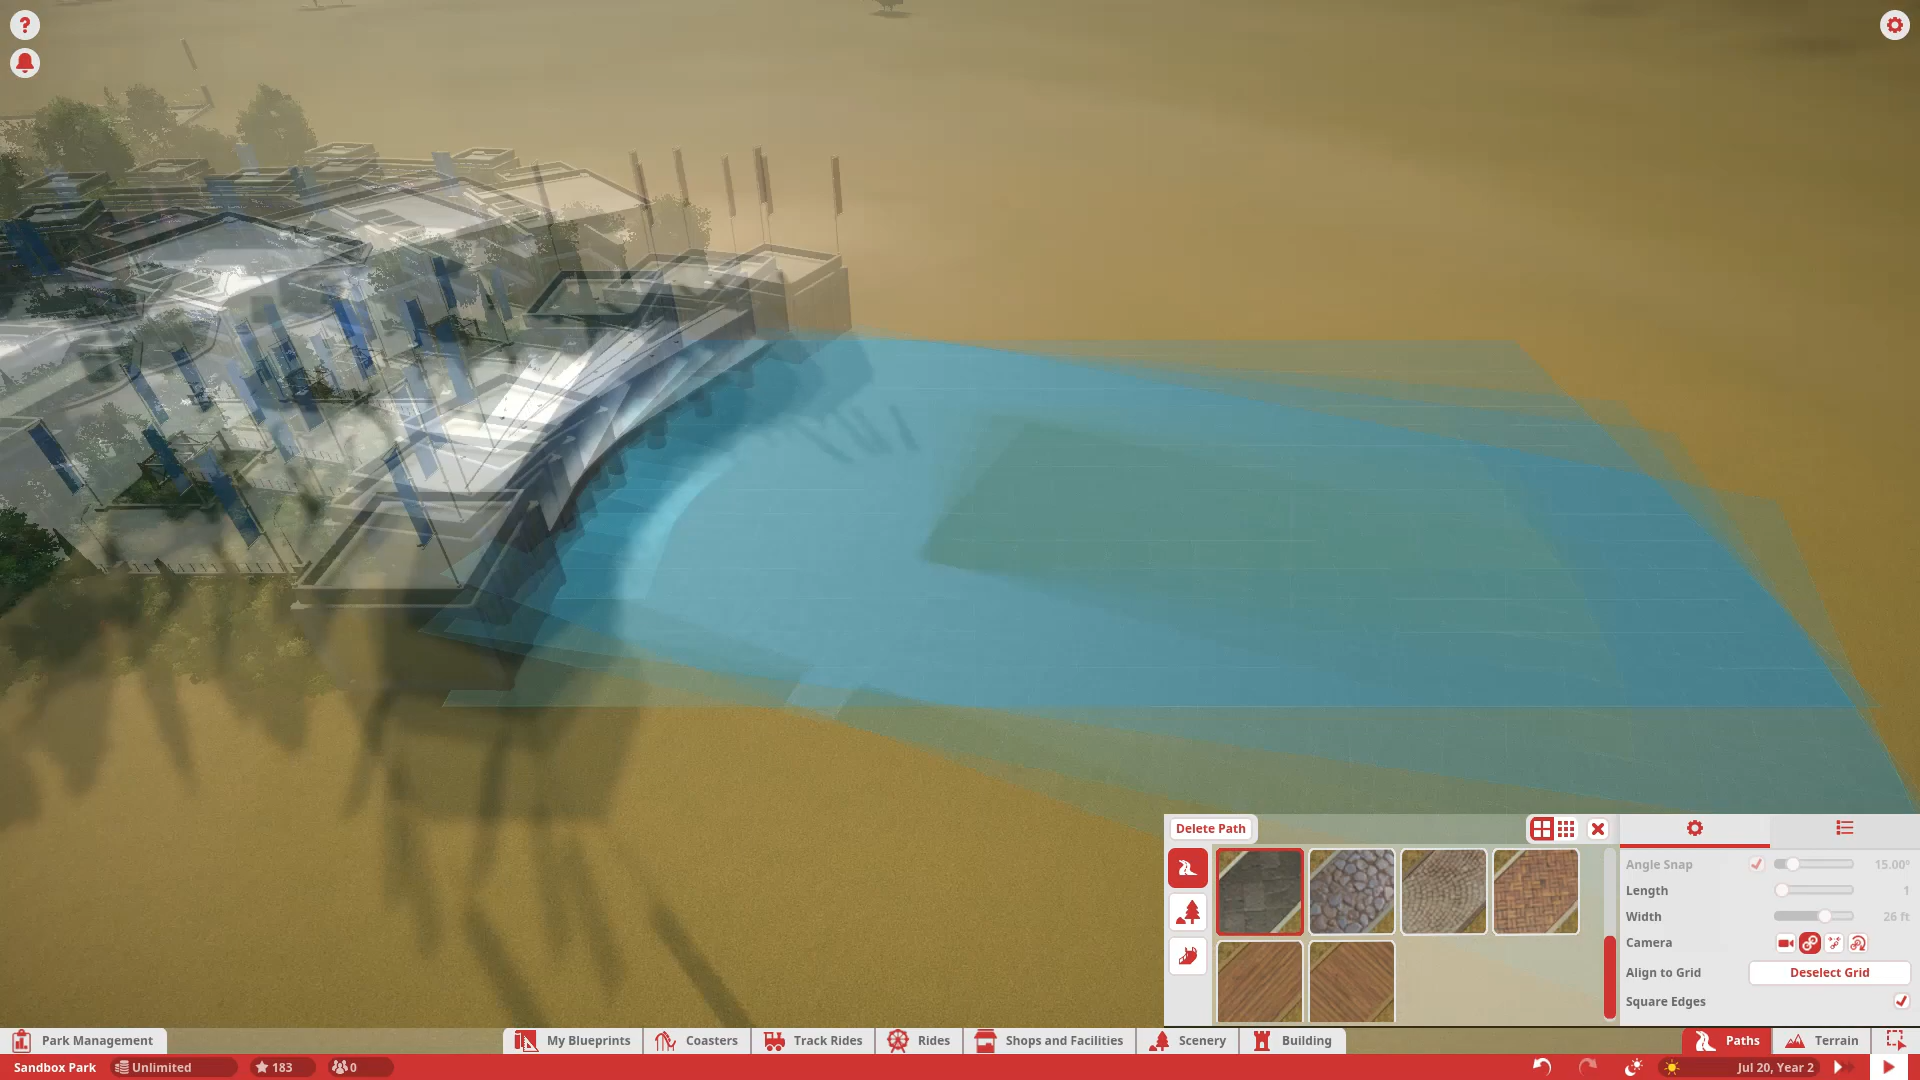 ?
Delete Path
Angle Snap 15.00°
Length 1
Width 26 ft
Camera
Align to Grid Deselect Grid
Square Edges
Park Management
My Blueprints
Coasters
Track Rides
Rides
Shops and Facilities
Scenery
Building
Paths
Terrain
Sandbox Park
Unlimited
183
0
Jul 20, Year 2